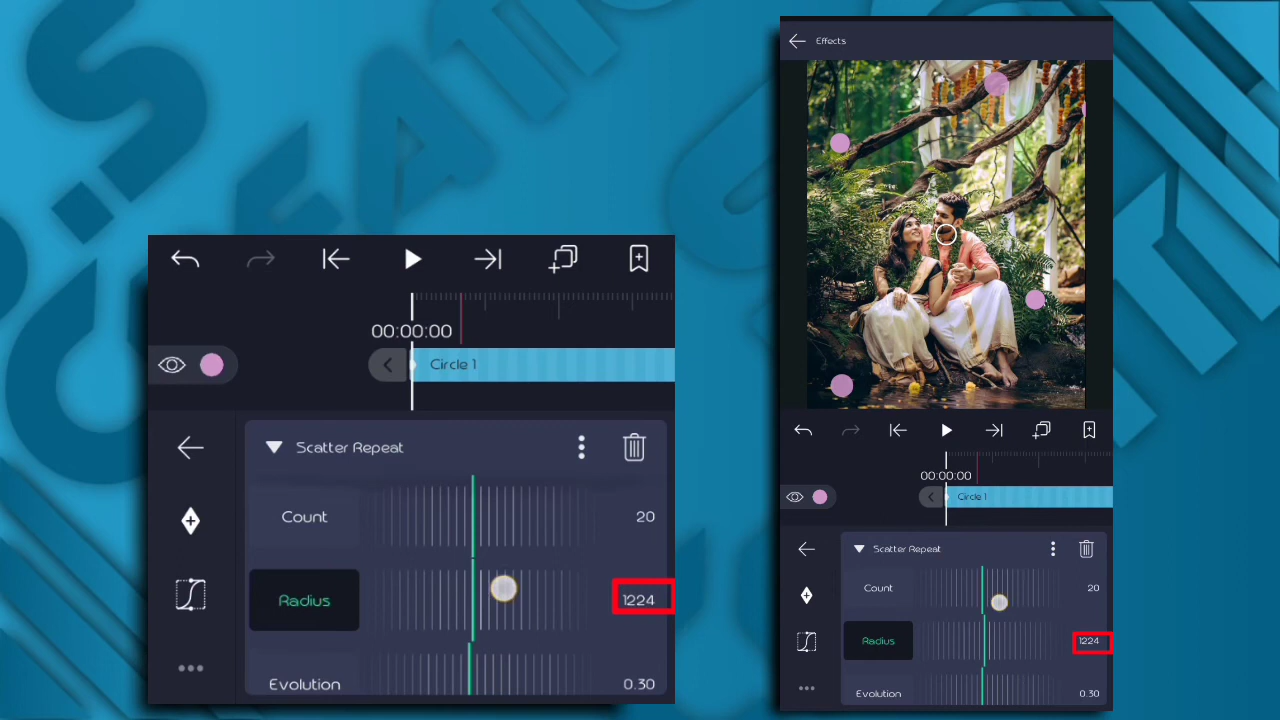 00:00:00
Circle 1
Scatter Repeat
Count 20
Radius 1224
Evolution 0.30
Effects
00:00:00
Circle 1
Scatter Repeat
Count 20
Radius 1224
Evolution 0.30